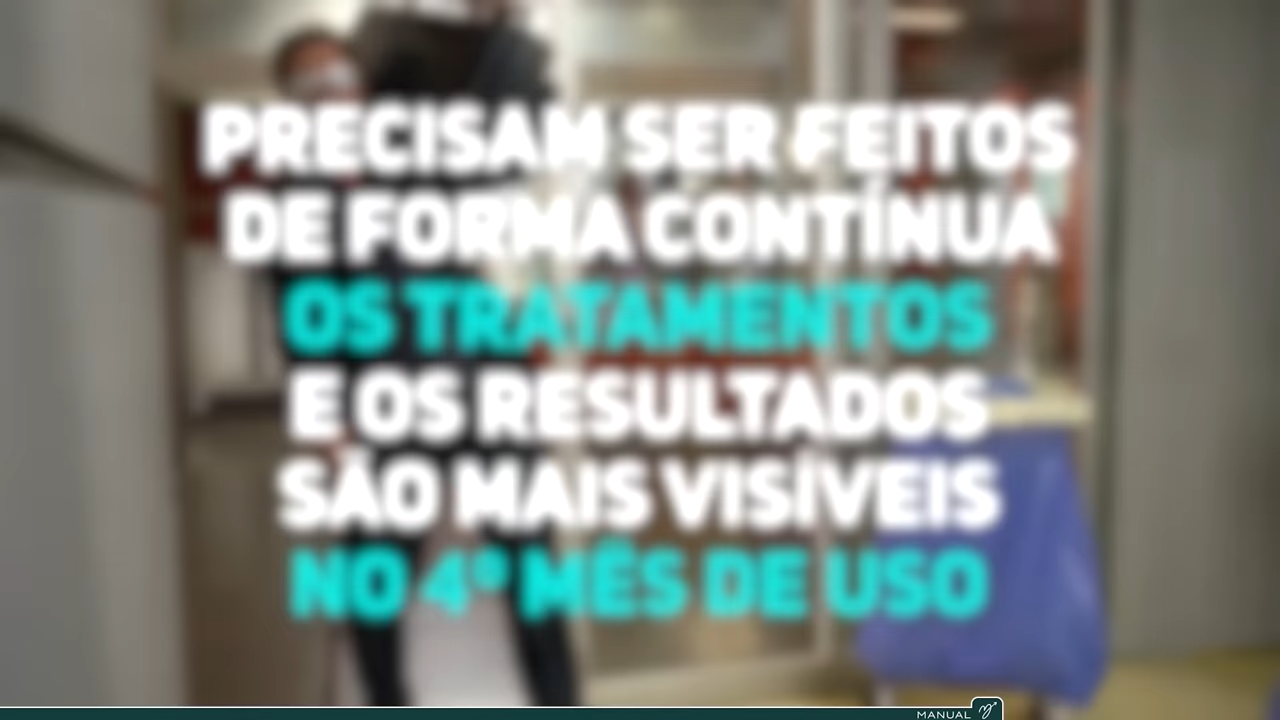 PRECISAM SER FEITOS
DE FORMA CONTÍNUA
OS TRATAMENTOS
E OS RESULTADOS
SÃO MAIS VISÍVEIS
NO 4º MÊS DE USO
MANUAL